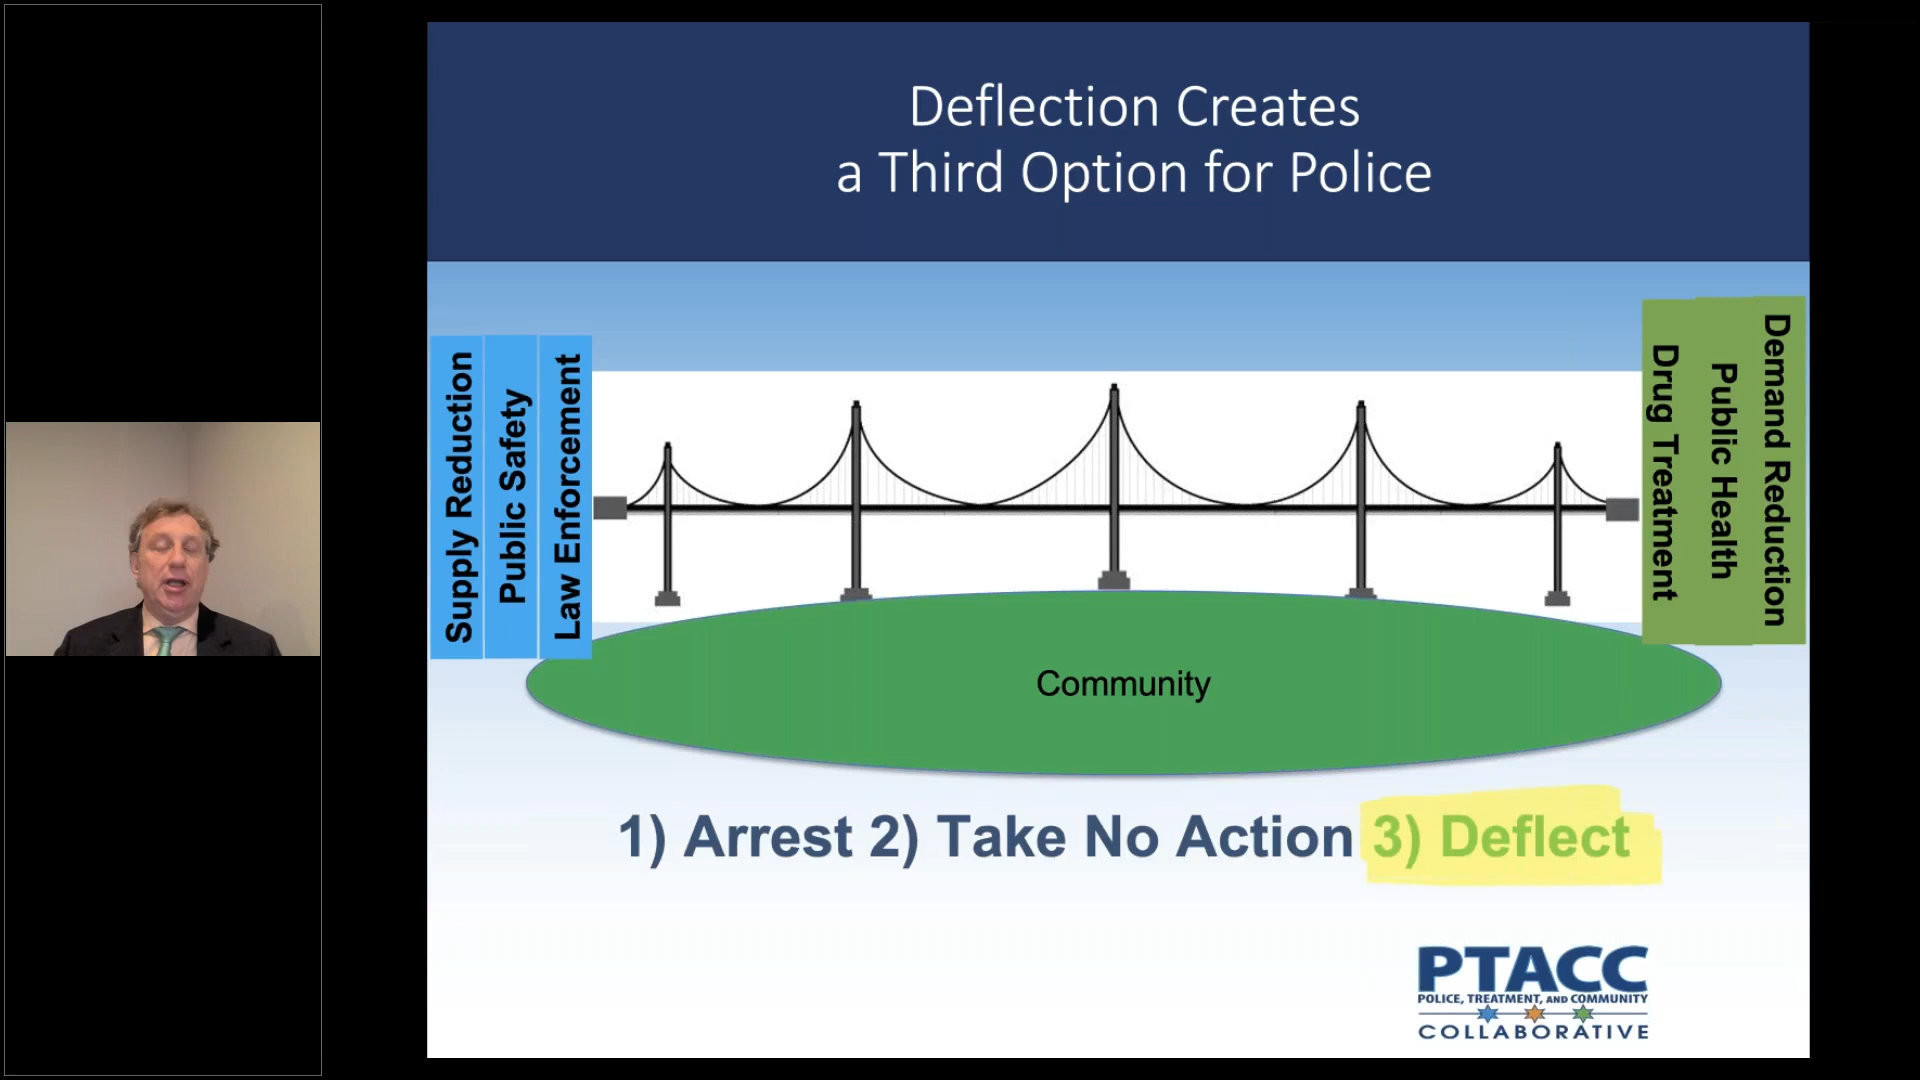 Deflection Creates
a Third Option for Police
Supply Reduction
Public Safety
Law Enforcement
Drug Treatment
Public Health
Demand Reduction
Community
1) Arrest 2) Take No Action 3) Deflect
PTACC
POLICE, TREATMENT, AND COMMUNITY
COLLABORATIVE